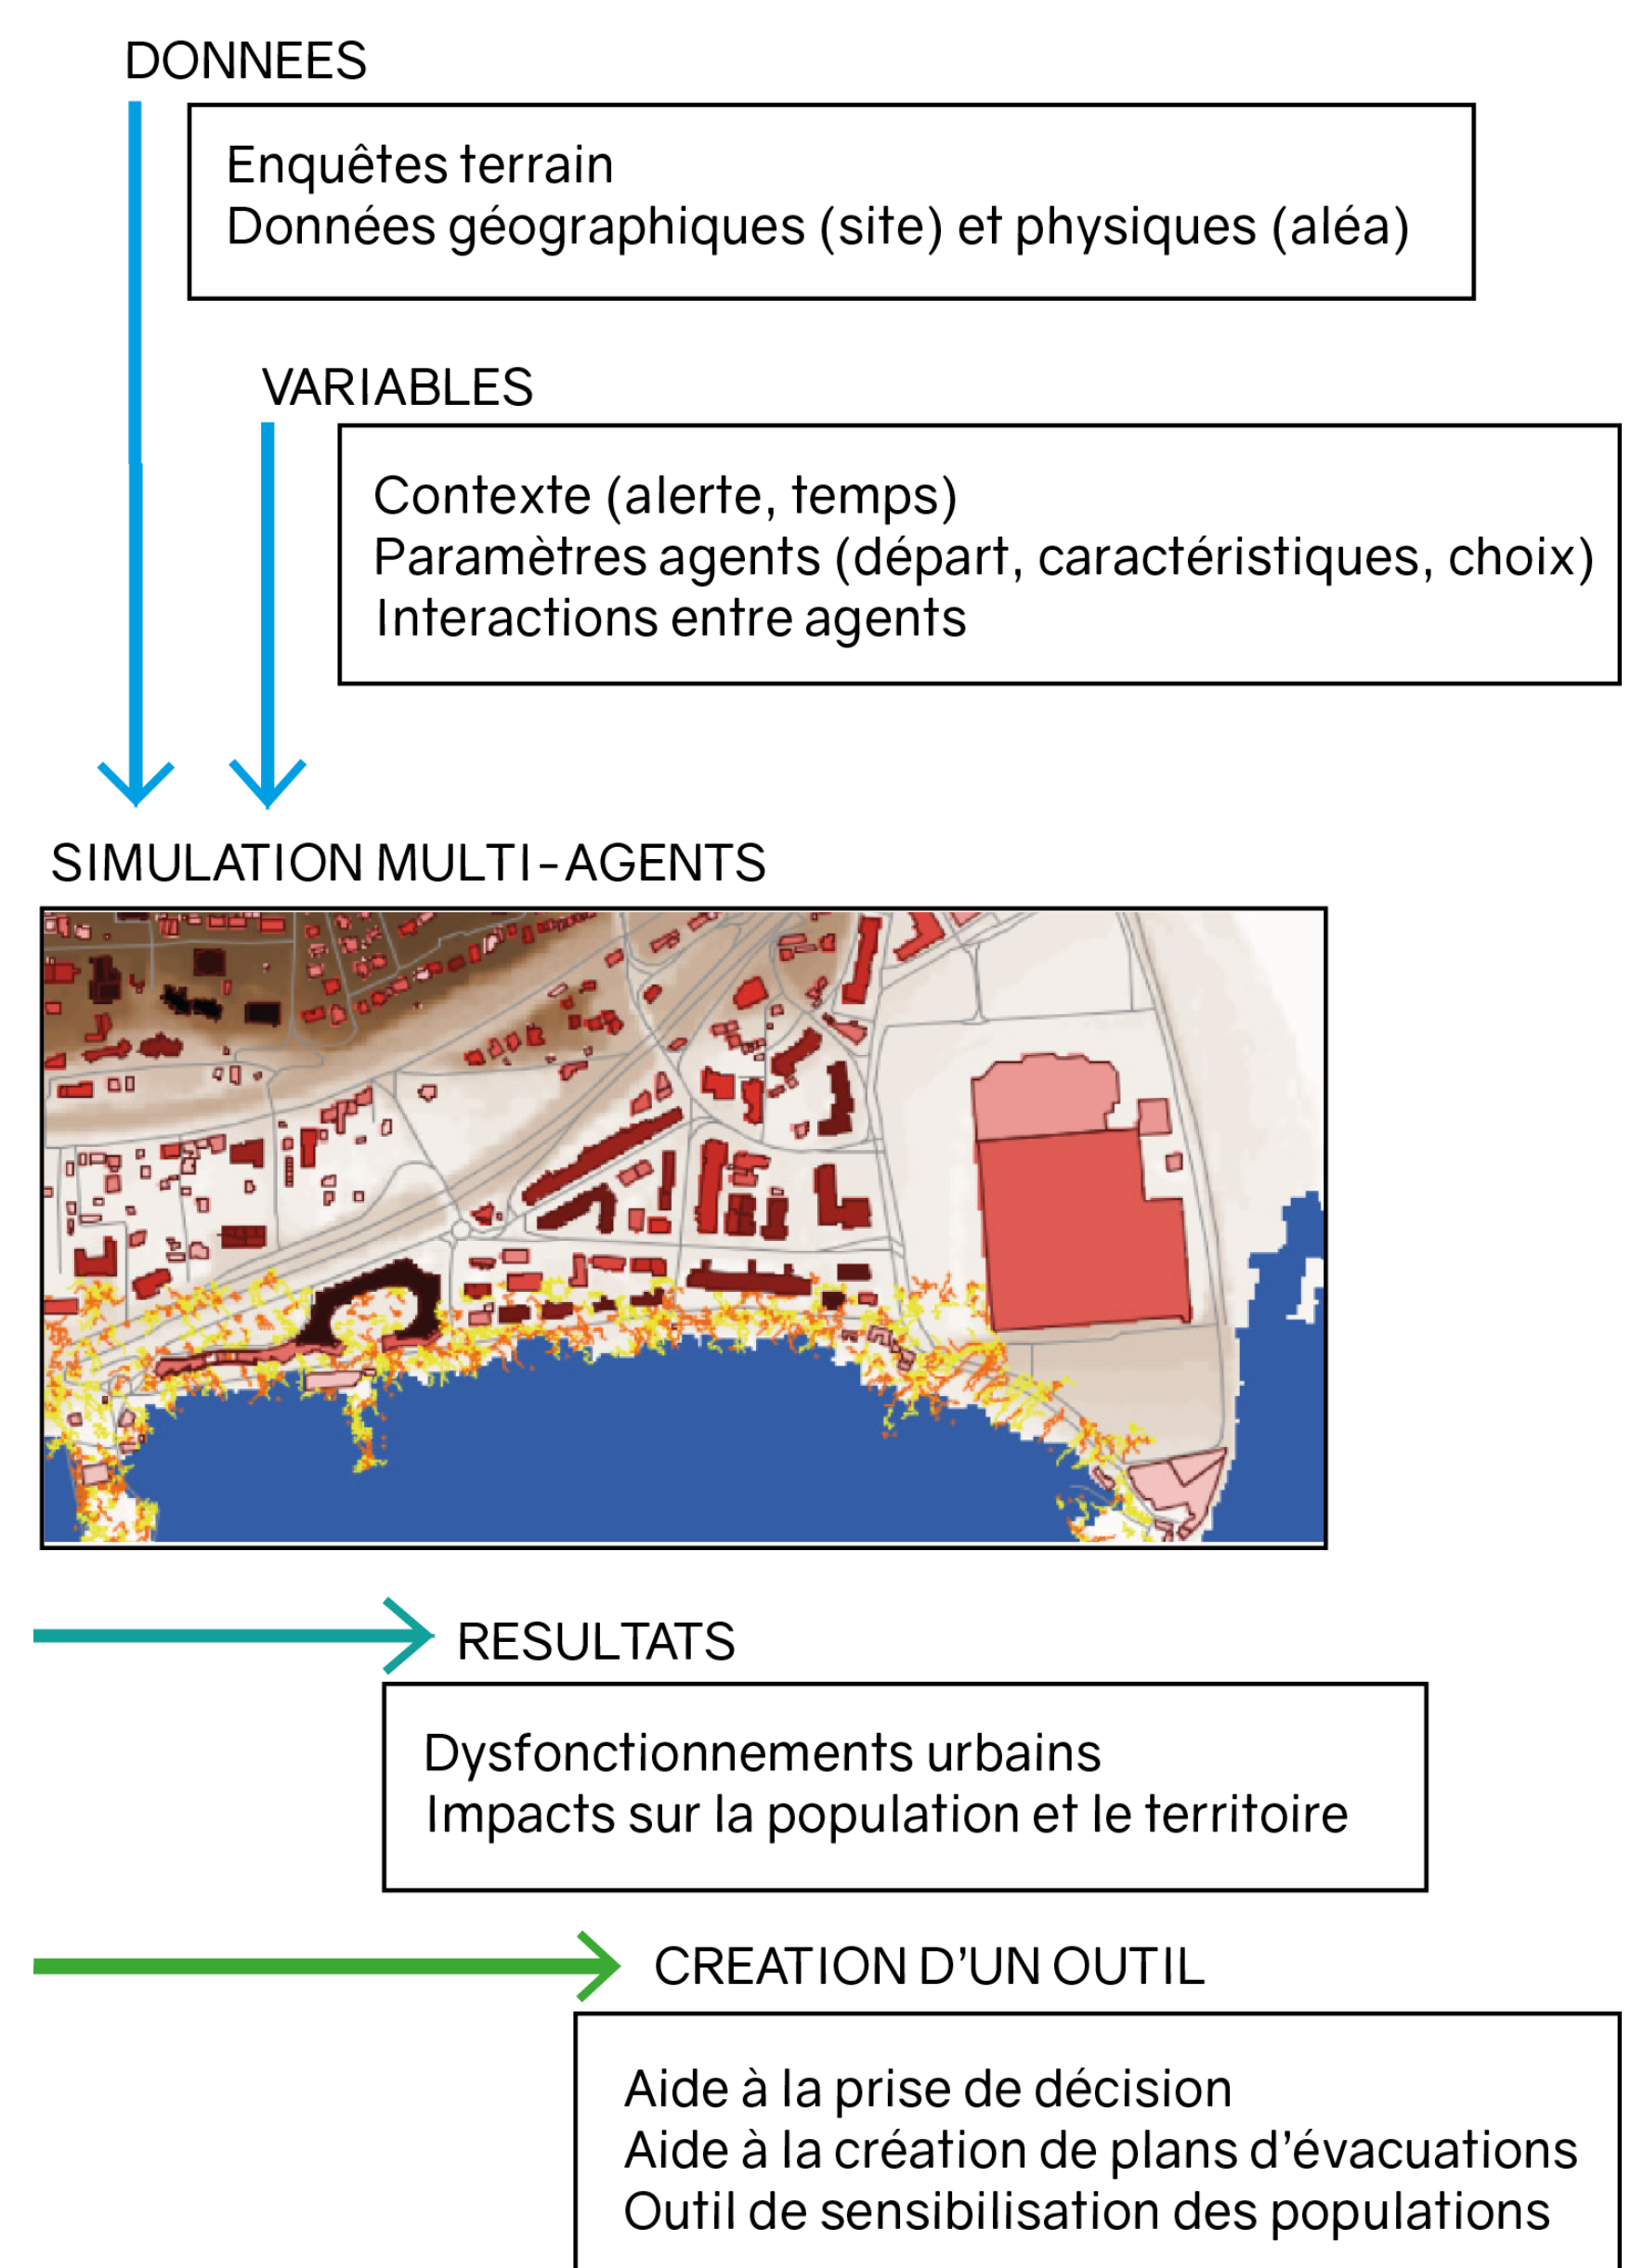 DONNEES
Enquêtes terrain
Données géographiques (site) et physiques (aléa)
VARIABLES
Contexte (alerte, temps)
Paramètres agents (départ, caractéristiques, choix)
Interactions entre agents
SIMULATION MULTI-AGENTS
RESULTATS
Dysfonctionnements urbains
Impacts sur la population et le territoire
CREATION D'UN OUTIL
Aide à la prise de décision
Aide à la création de plans d'évacuations
Outil de sensibilisation des populations